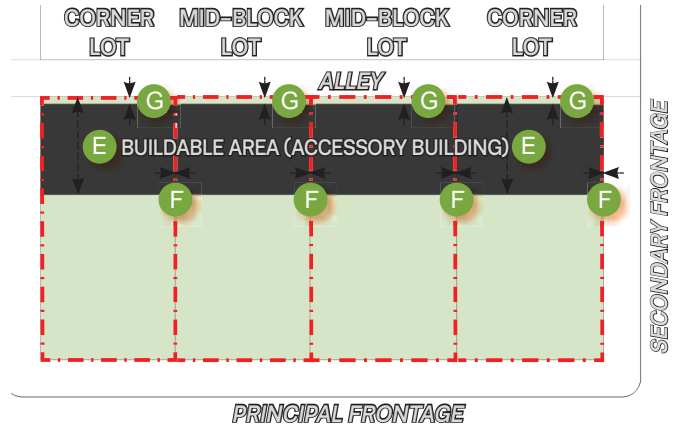 CORNER LOT
MID–BLOCK LOT
MID–BLOCK LOT
CORNER LOT
ALLEY
G
G
G
G
E
BUILDABLE AREA (ACCESSORY BUILDING)
E
F
F
F
F
SECONDARY FRONTAGE
PRINCIPAL FRONTAGE